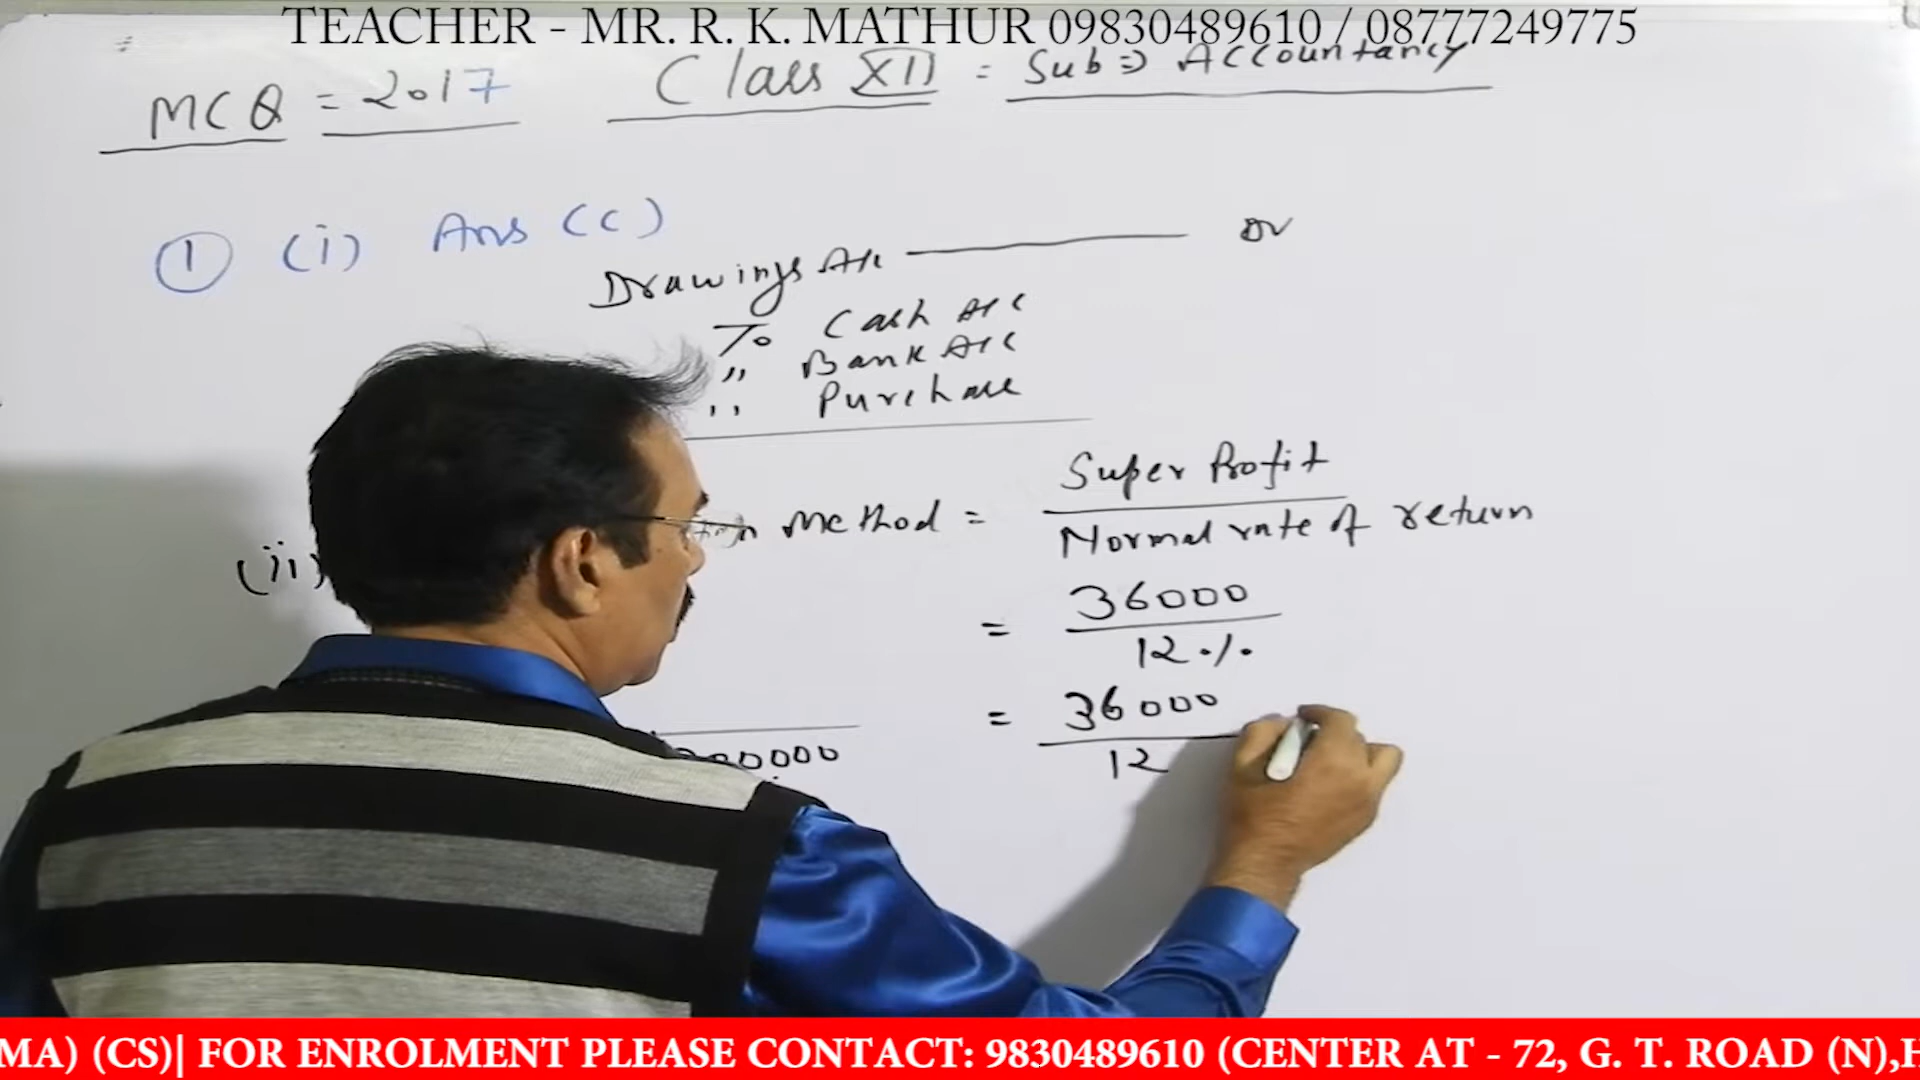 TEACHER - MR. R. K. MATHUR 09830489610 / 08777249775
MCQ = 2017 Class XII = Sub => Accountancy
① (i) Ans (c)
Drawings A/c Dr
To Cash A/c
,, Bank A/c
,, Purchase
(ii) Method = Super Profit
Normal rate of return
= 36000
12 %
= 36000
12
00000
MA) (CS)| FOR ENROLMENT PLEASE CONTACT: 9830489610 (CENTER AT - 72, G. T. ROAD (N),H